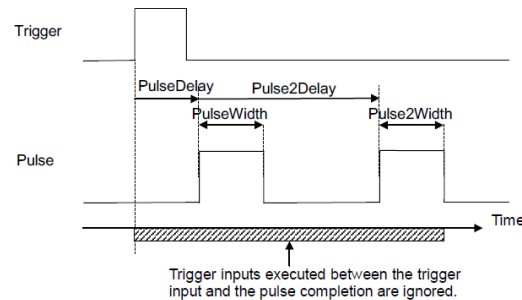 Trigger
PulseDelay
Pulse2Delay
PulseWidth
Pulse2Width
Pulse
Time
Trigger inputs executed between the trigger
input and the pulse completion are ignored.